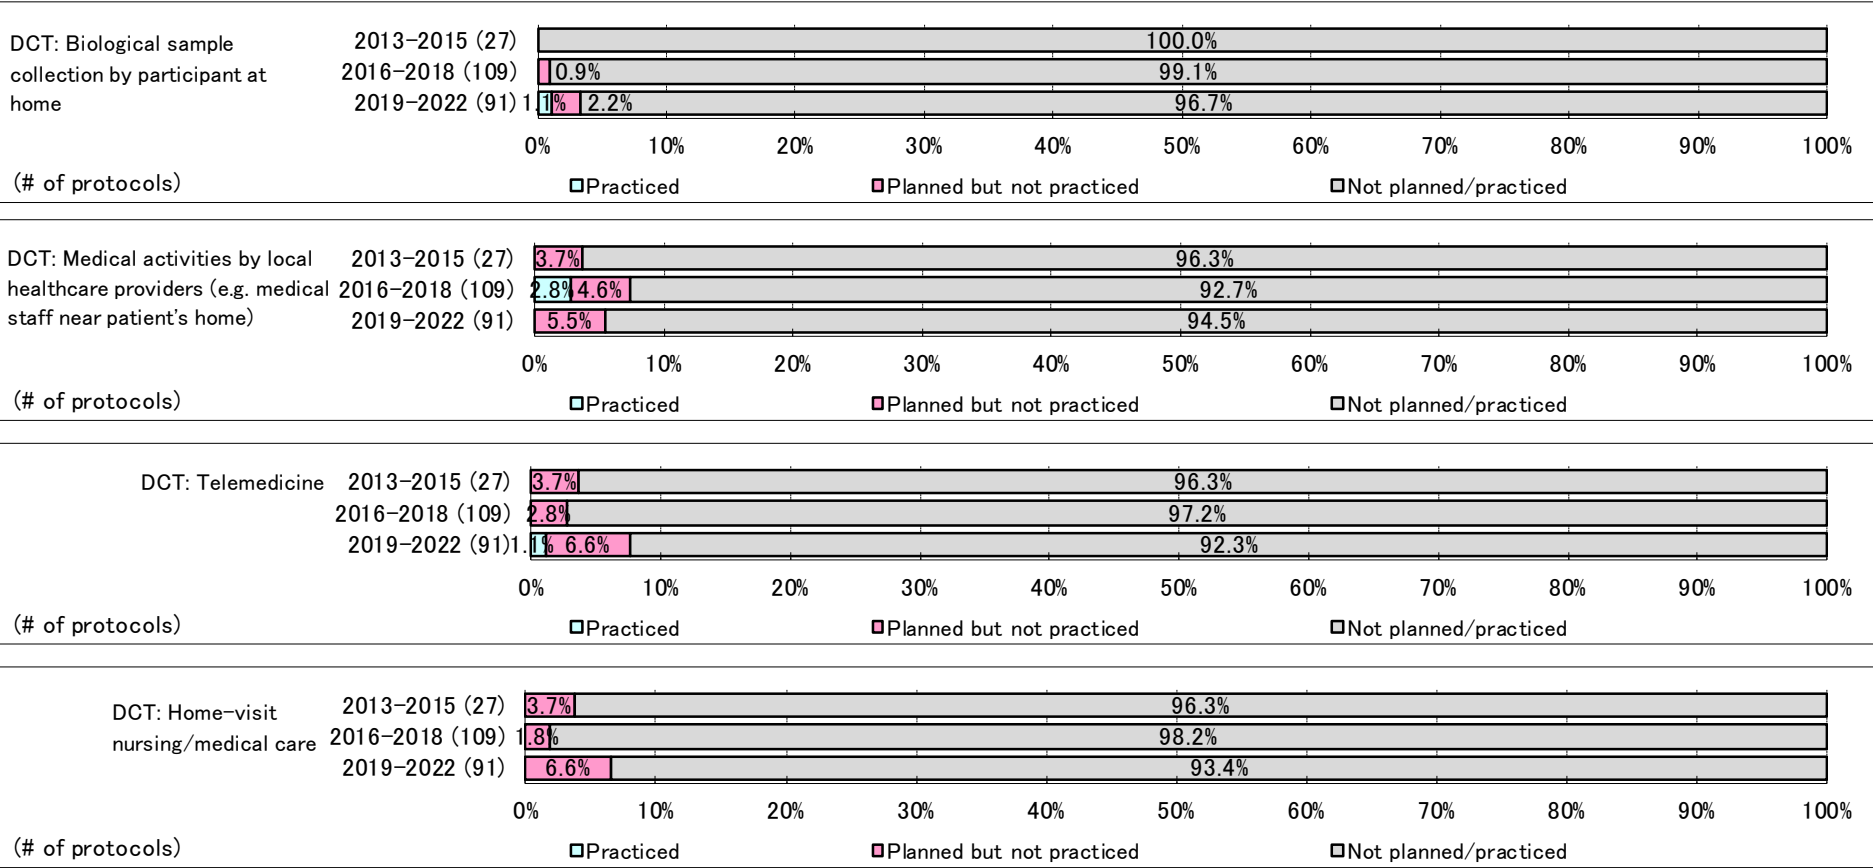 DCT: Biological sample
collection by participant at
home
2013-2015 (27) 100.0%
2016-2018 (109) 0.9% 99.1%
2019-2022 (91) 1.1% 2.2% 96.7%
0% 10% 20% 30% 40% 50% 60% 70% 80% 90% 100%
(# of protocols)
Practiced Planned but not practiced Not planned/practiced
DCT: Medical activities by local
healthcare providers (e.g. medical
staff near patient's home)
2013-2015 (27) 3.7% 96.3%
2016-2018 (109) 2.8% 4.6% 92.7%
2019-2022 (91) 5.5% 94.5%
0% 10% 20% 30% 40% 50% 60% 70% 80% 90% 100%
(# of protocols)
Practiced Planned but not practiced Not planned/practiced
DCT: Telemedicine
2013-2015 (27) 3.7% 96.3%
2016-2018 (109) 2.8% 97.2%
2019-2022 (91) 1.1% 6.6% 92.3%
0% 10% 20% 30% 40% 50% 60% 70% 80% 90% 100%
(# of protocols)
Practiced Planned but not practiced Not planned/practiced
DCT: Home-visit
nursing/medical care
2013-2015 (27) 3.7% 96.3%
2016-2018 (109) 1.8% 98.2%
2019-2022 (91) 6.6% 93.4%
0% 10% 20% 30% 40% 50% 60% 70% 80% 90% 100%
(# of protocols)
Practiced Planned but not practiced Not planned/practiced